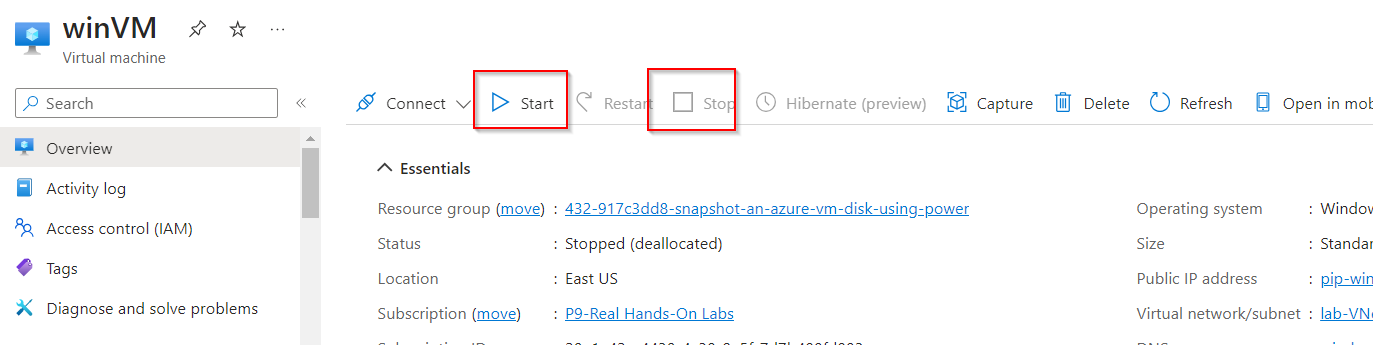 winVM
Virtual machine
Search
Connect Start Restart Stop Hibernate (preview) Capture Delete Refresh Open in mob
Overview
Activity log
Access control (IAM)
Tags
Diagnose and solve problems
Essentials
Resource group (move) : 432-917c3dd8-snapshot-an-azure-vm-disk-using-power
Status : Stopped (deallocated)
Location : East US
Subscription (move) : P9-Real Hands-On Labs
Operating system : Window
Size : Standar
Public IP address : pip-win
Virtual network/subnet : lab-VNe